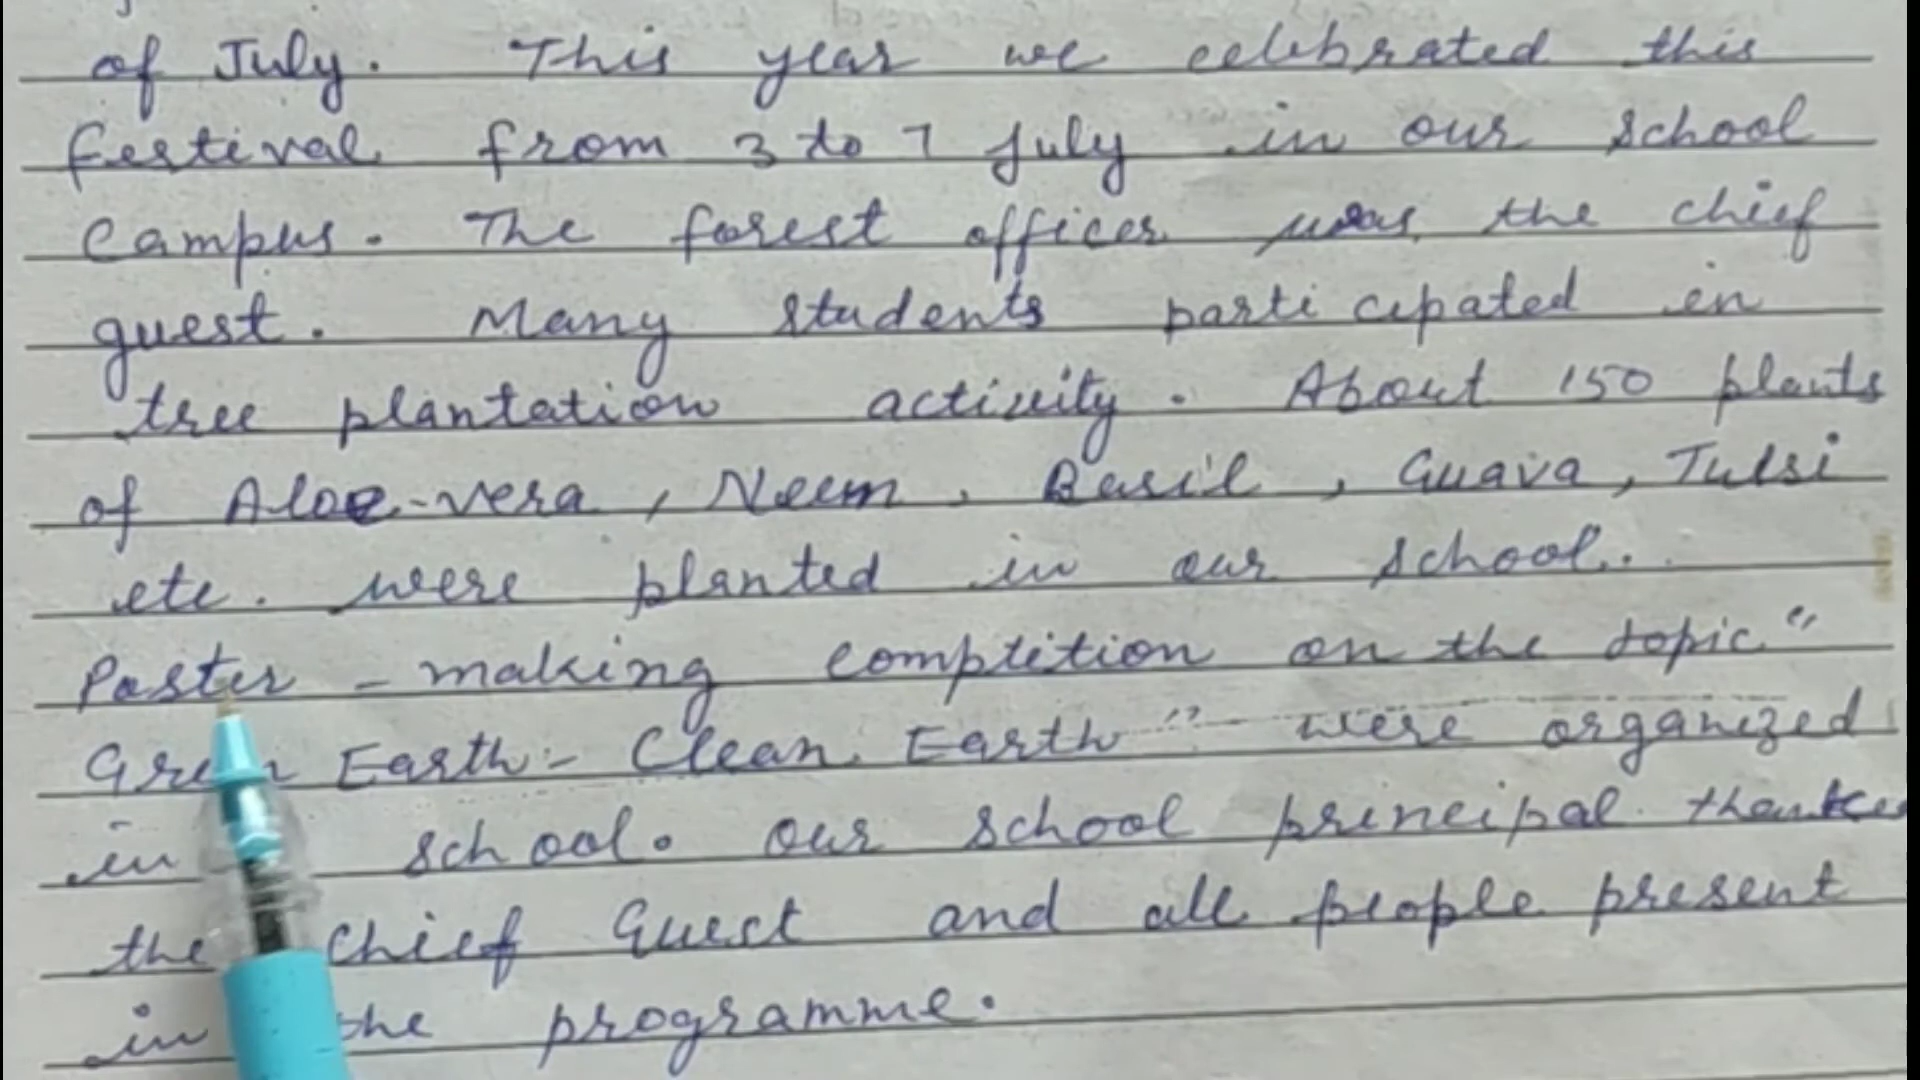 of July. This year we celebrated this
festival from 3 to 7 July in our school
Campus. The forest officer was the chief
guest. Many students participated in
tree plantation activity. About 150 plants
of Aloe-vera, Neem, Basil, Guava, Tulsi
etc. were planted in our school.
Poster - making comptition on the topic "
Green Earth - Clean Earth" were organized
in school. Our school principal thanked
the Chief Guest and all people present
in the programme.